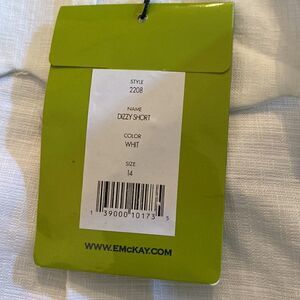 STYLE
2208
NAME
DIZZY SHORT
COLOR
WHIT
SIZE
14
1 39000 10173 5
WWW.EMCKAY.COM